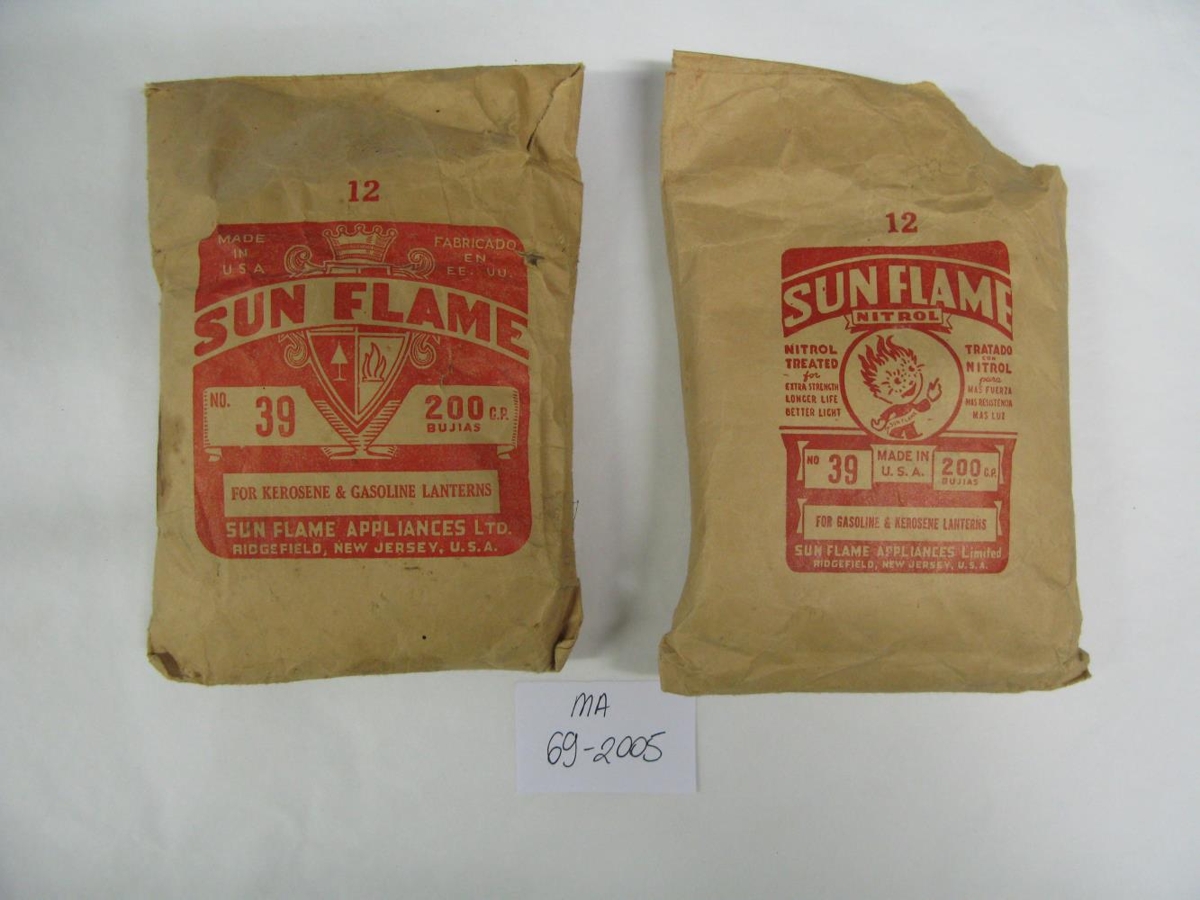 12
MADE IN U.S.A.
FABRICADO EN EE. UU.
SUN FLAME
NO. 39
200 C.P.
BUJIAS
FOR KEROSENE & GASOLINE LANTERNS
SUN FLAME APPLIANCES LTD.
RIDGEFIELD, NEW JERSEY, U.S.A.
12
SUN FLAME
NITROL
NITROL
TREATED
for
EXTRA STRENGTH
LONGER LIFE
BETTER LIGHT
TRATADO
CON
NITROL
para
MAS FUERZA
MAS RESISTENCIA
MAS LUZ
SUN FLAME
NO 39
MADE IN
U.S.A.
200 C.P.
BUJIAS
FOR GASOLINE & KEROSENE LANTERNS
SUN FLAME APPLIANCES Limited
RIDGEFIELD, NEW JERSEY, U.S.A.
MA
69-2005